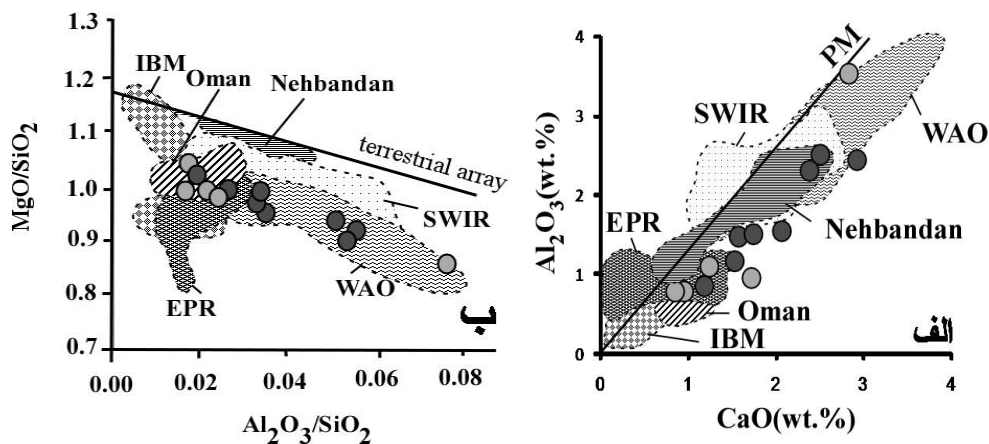 1.3
1.2
1.13
1.0
0.9
0.8
0.7
MgO/SiO2
IBM
Oman
Nehbandan
terrestrial array
SWIR
WAO
EPR
ب
0.00 0.02 0.04 0.06 0.08
Al2O3/SiO2
4
3
2
1
0
Al2O3(wt.%)
PM
SWIR
WAO
EPR
Nehbandan
Oman
IBM
الف
0 1 2 3 4
CaO(wt.%)